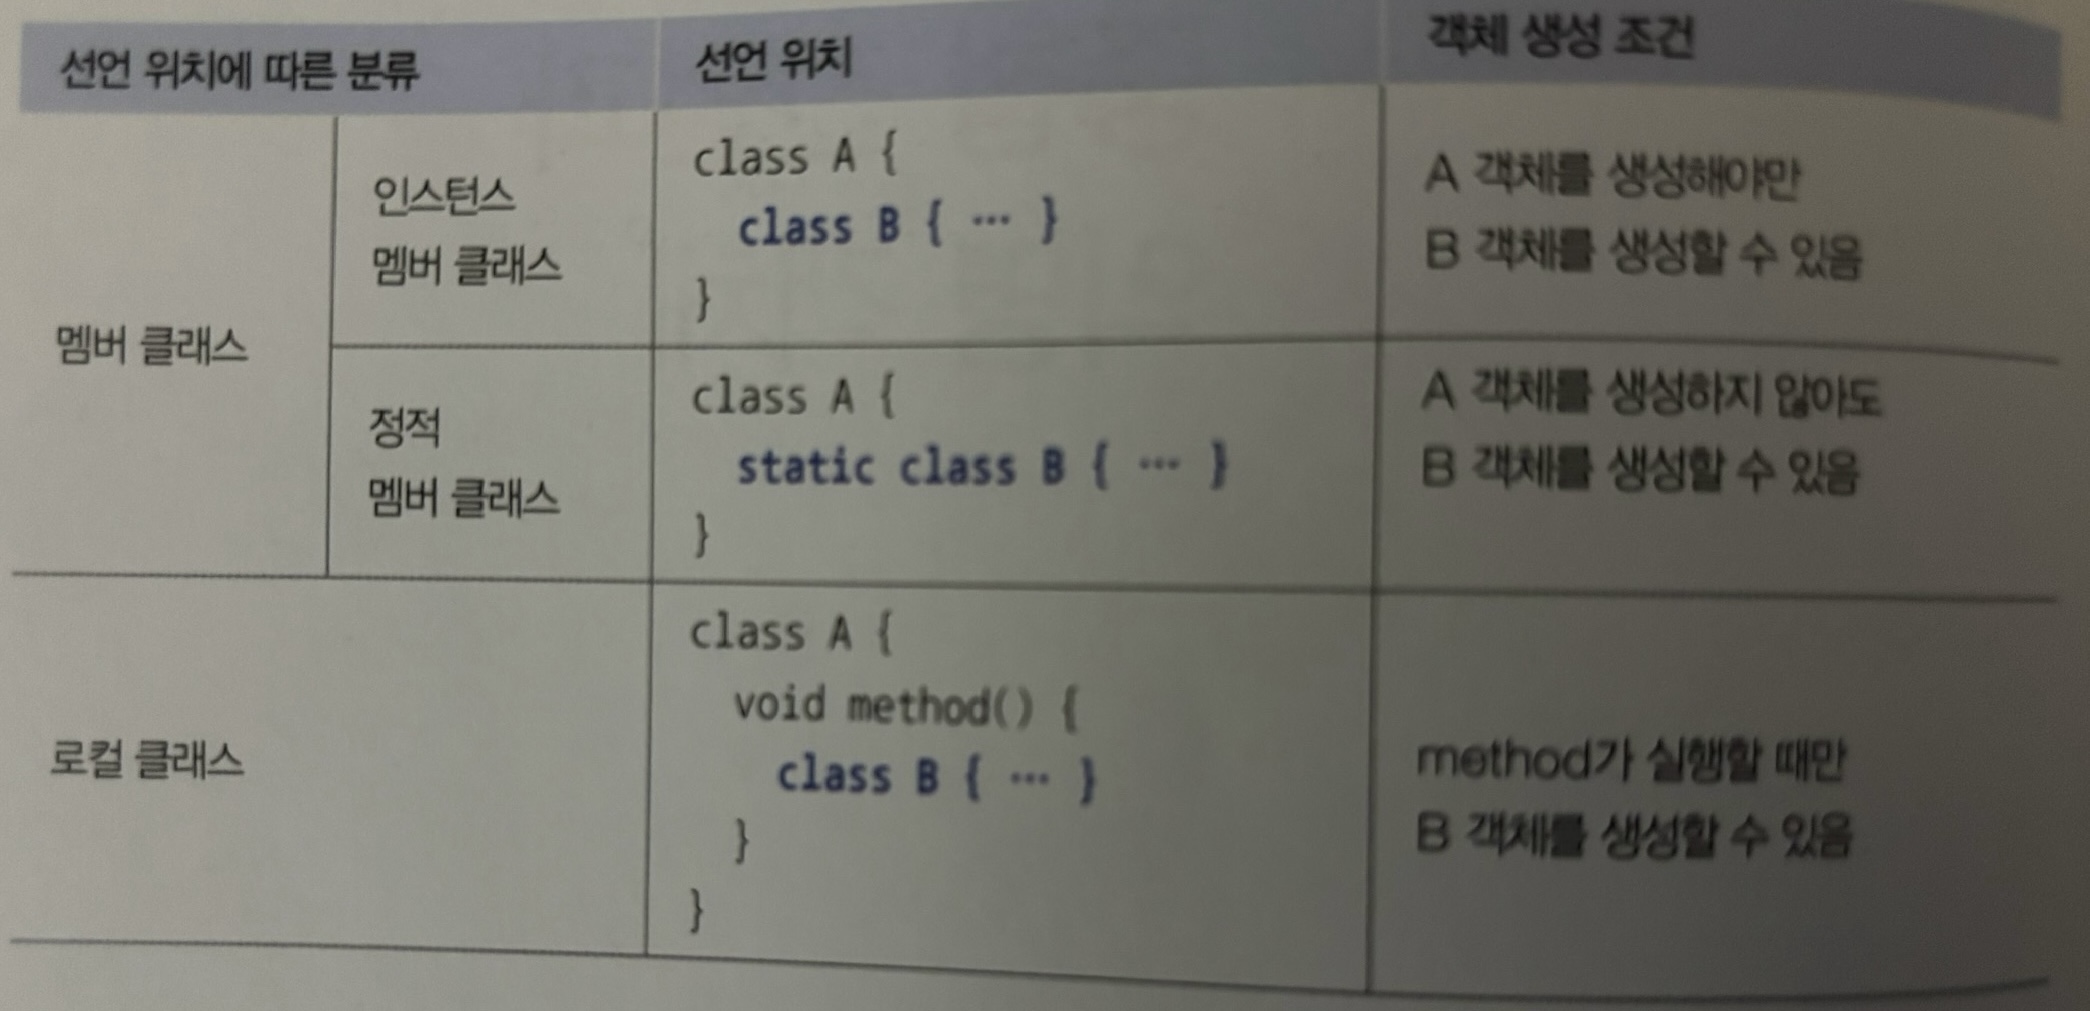 선언 위치에 따른 분류
선언 위치
객체 생성 조건
멤버 클래스
인스턴스
멤버 클래스
class A {
class B { ··· }
}
A 객체를 생성해야만
B 객체를 생성할 수 있음
정적
멤버 클래스
class A {
static class B { ··· }
}
A 객체를 생성하지 않아도
B 객체를 생성할 수 있음
로컬 클래스
class A {
void method() {
class B { ··· }
}
}
method가 실행할 때만
B 객체를 생성할 수 있음